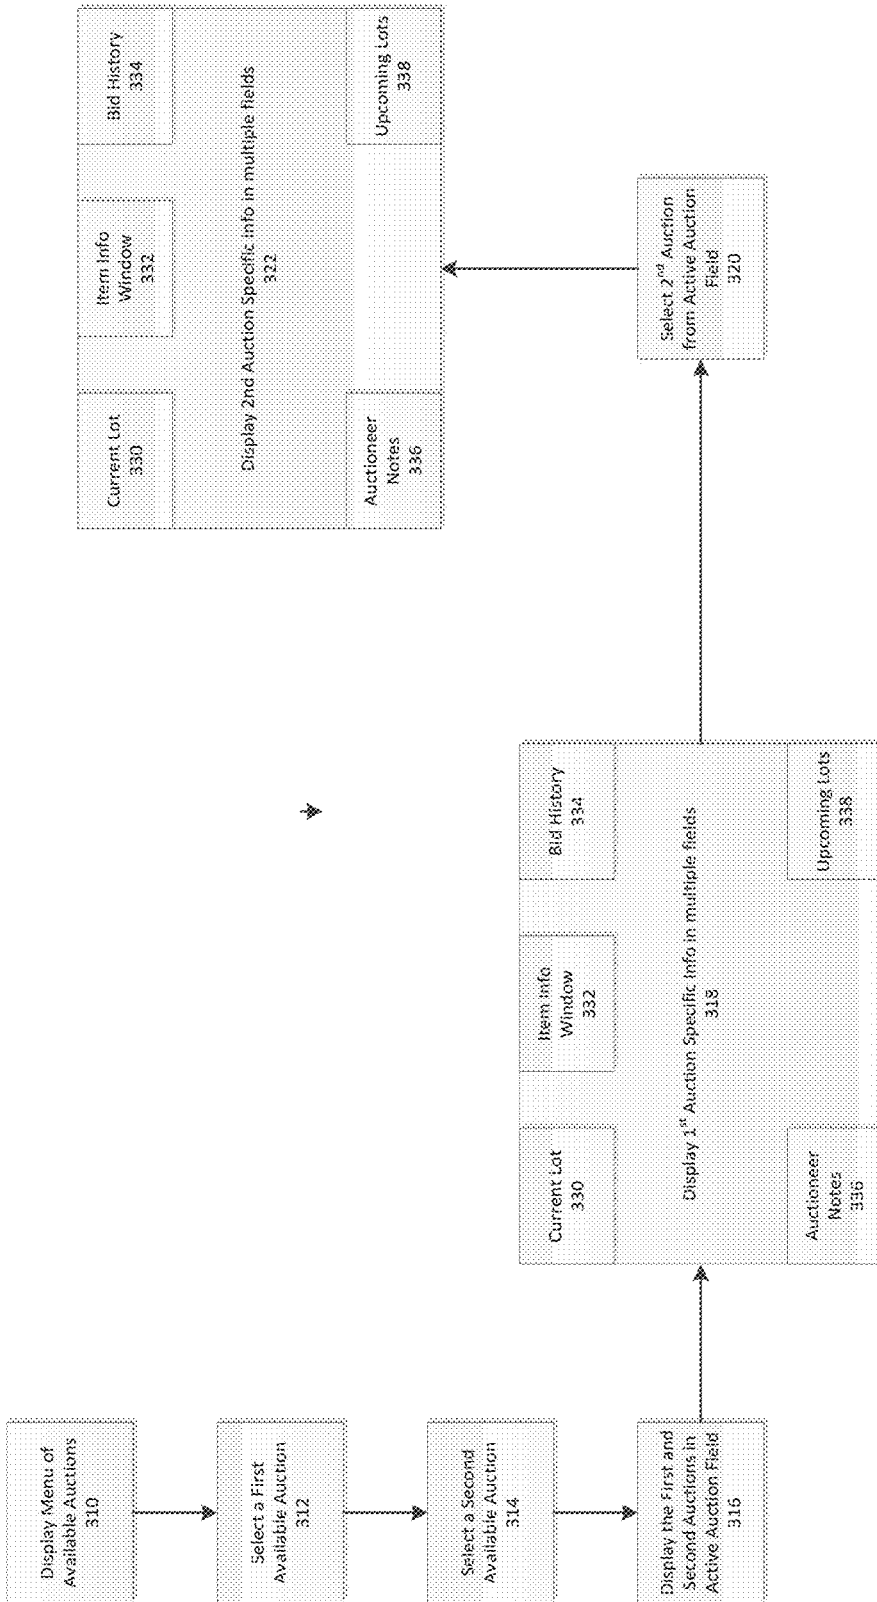 Display Menu of
Available Auctions
310
Select a First
Available Auction
312
Select a Second
Available Auction
314
Display the First and
Second Auctions in
Active Auction Field
316
Current Lot
330
Item Info
Window
332
Bid History
334
Display 1st Auction Specific Info in multiple fields
318
Auctioneer
Notes
336
Upcoming Lots
338
Select 2nd Auction
from Active Auction
Field
320
Current Lot
330
Item Info
Window
332
Bid History
334
Display 2nd Auction Specific Info in multiple fields
322
Auctioneer
Notes
336
Upcoming Lots
338